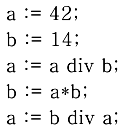 a := 42;
b := 14;
a := a div b;
b := a*b;
a := b div a;